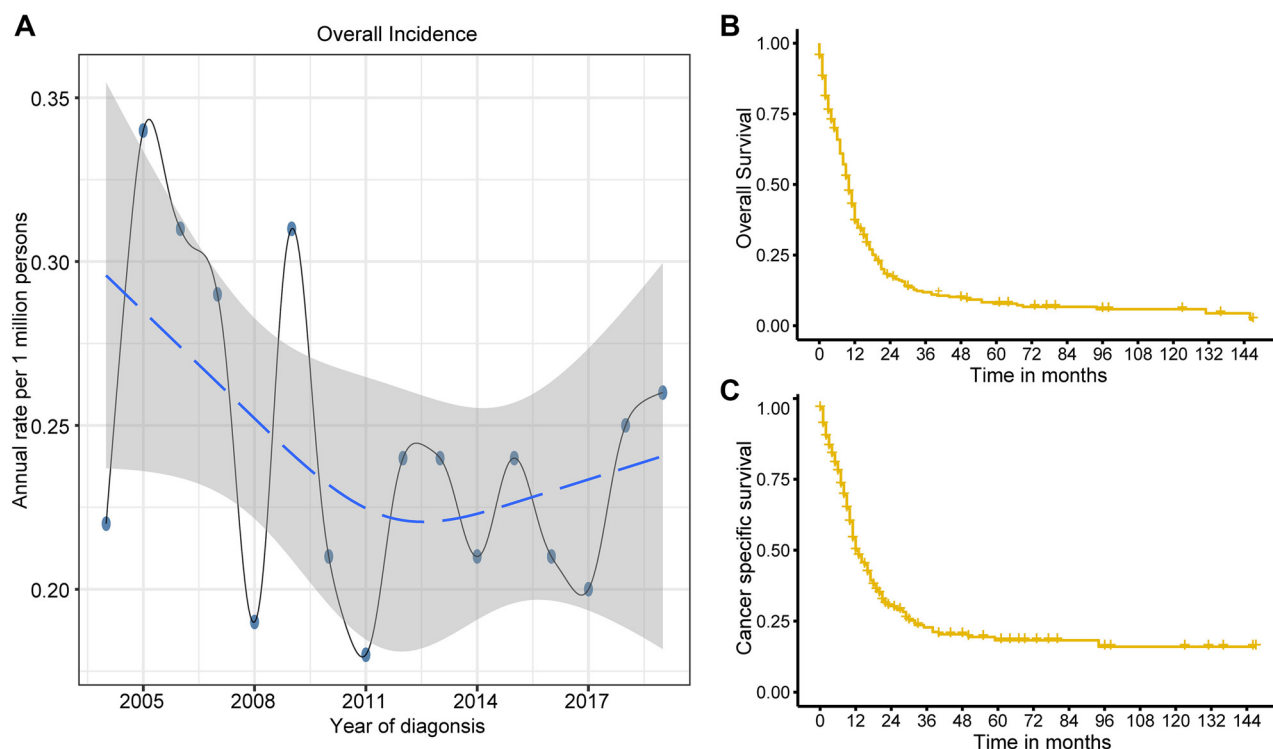 A
Overall Incidence
Annual rate per 1 million persons
0.35
0.30
0.25
0.20
2005 2008 2011 2014 2017
Year of diagonsis
B
Overall Survival
1.00
0.75
0.50
0.25
0.00
0 12 24 36 48 60 72 84 96 108 120 132 144
Time in months
C
Cancer specific survival
1.00
0.75
0.50
0.25
0.00
0 12 24 36 48 60 72 84 96 108 120 132 144
Time in months